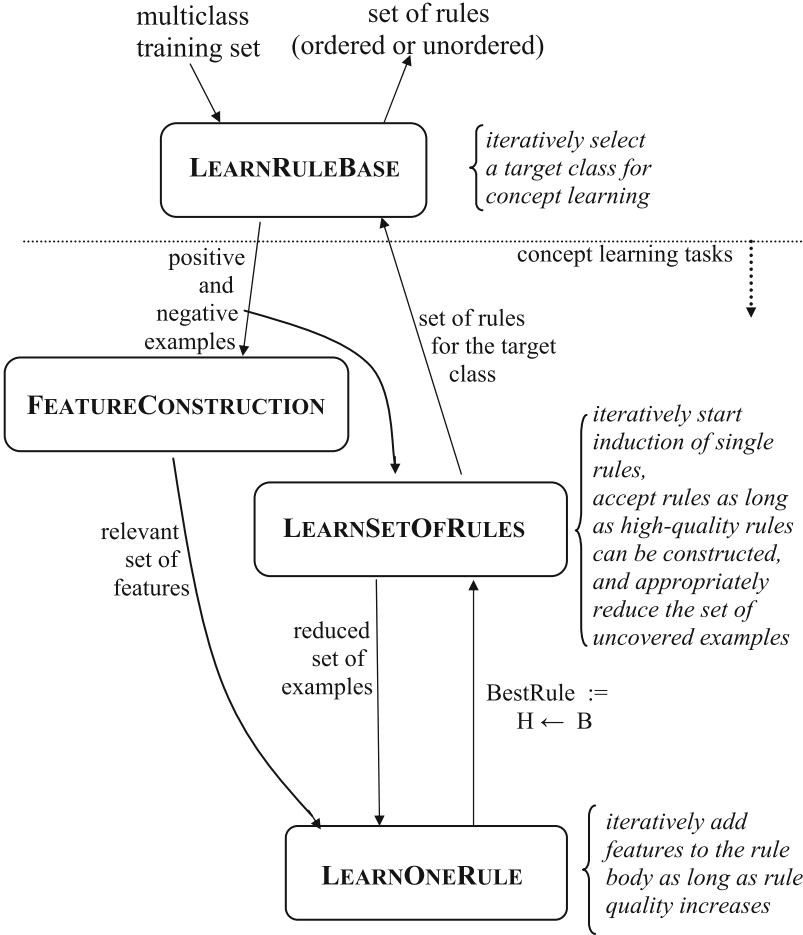 multiclass
training set
set of rules
(ordered or unordered)
LEARNRULEBASE
iteratively select
a target class for
concept learning
concept learning tasks
positive
and
negative
examples
set of rules
for the target
class
FEATURECONSTRUCTION
iteratively start
induction of single
rules,
accept rules as long
as high-quality rules
can be constructed,
and appropriately
reduce the set of
uncovered examples
LEARNSETOFRULES
relevant
set of
features
reduced
set of
examples
BestRule :=
H ← B
LEARNONERULE
iteratively add
features to the rule
body as long as rule
quality increases